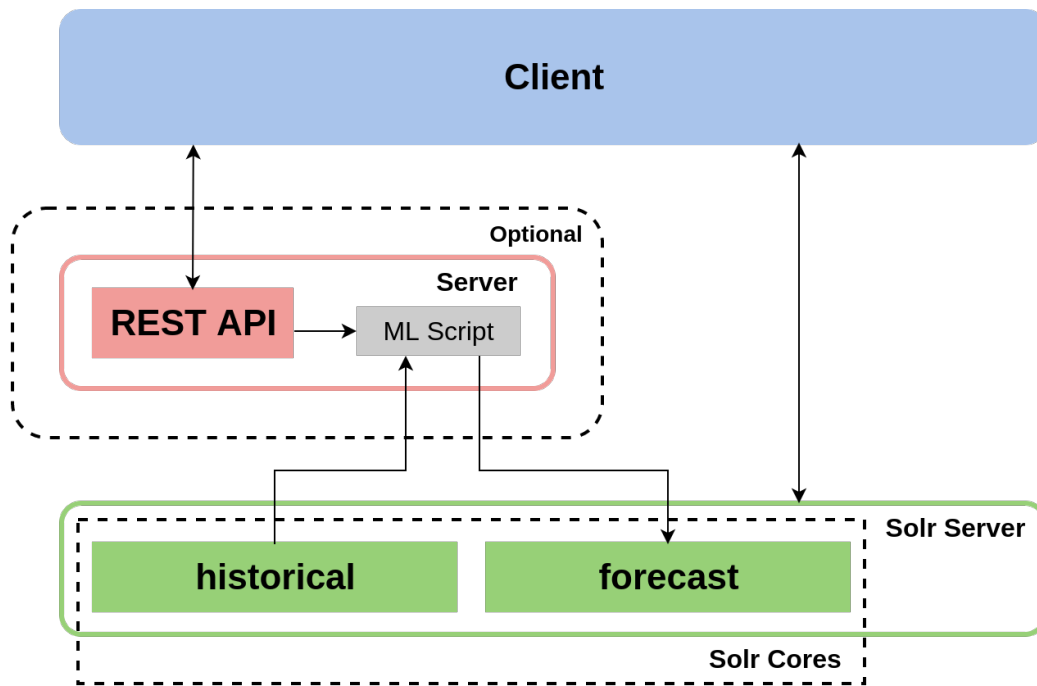 Client
Optional
Server
REST API
ML Script
Solr Server
historical
forecast
Solr Cores